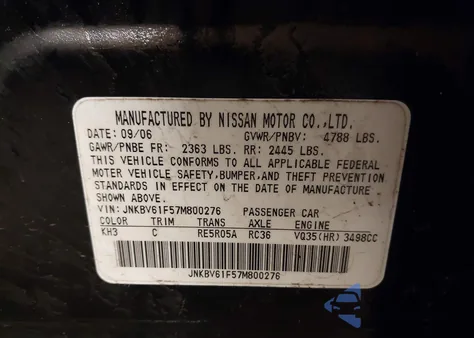 MANUFACTURED BY NISSAN MOTOR CO.,LTD.
DATE: 09/06 GVWR/PNBV: 4788 LBS.
GAWR/PNBE FR: 2363 LBS. RR: 2445 LBS.
THIS VEHICLE CONFORMS TO ALL APPLICABLE FEDERAL
MOTOR VEHICLE SAFETY,BUMPER,AND THEFT PREVENTION
STANDARDS IN EFFECT ON THE DATE OF MANUFACTURE
SHOWN ABOVE.
VIN: JNKBV61F57M800276 PASSENGER CAR
COLOR TRIM TRANS AXLE ENGINE
KH3 C RE5R05A RC36 VQ35(HR) 3498CC
JNKBV61F57M800276